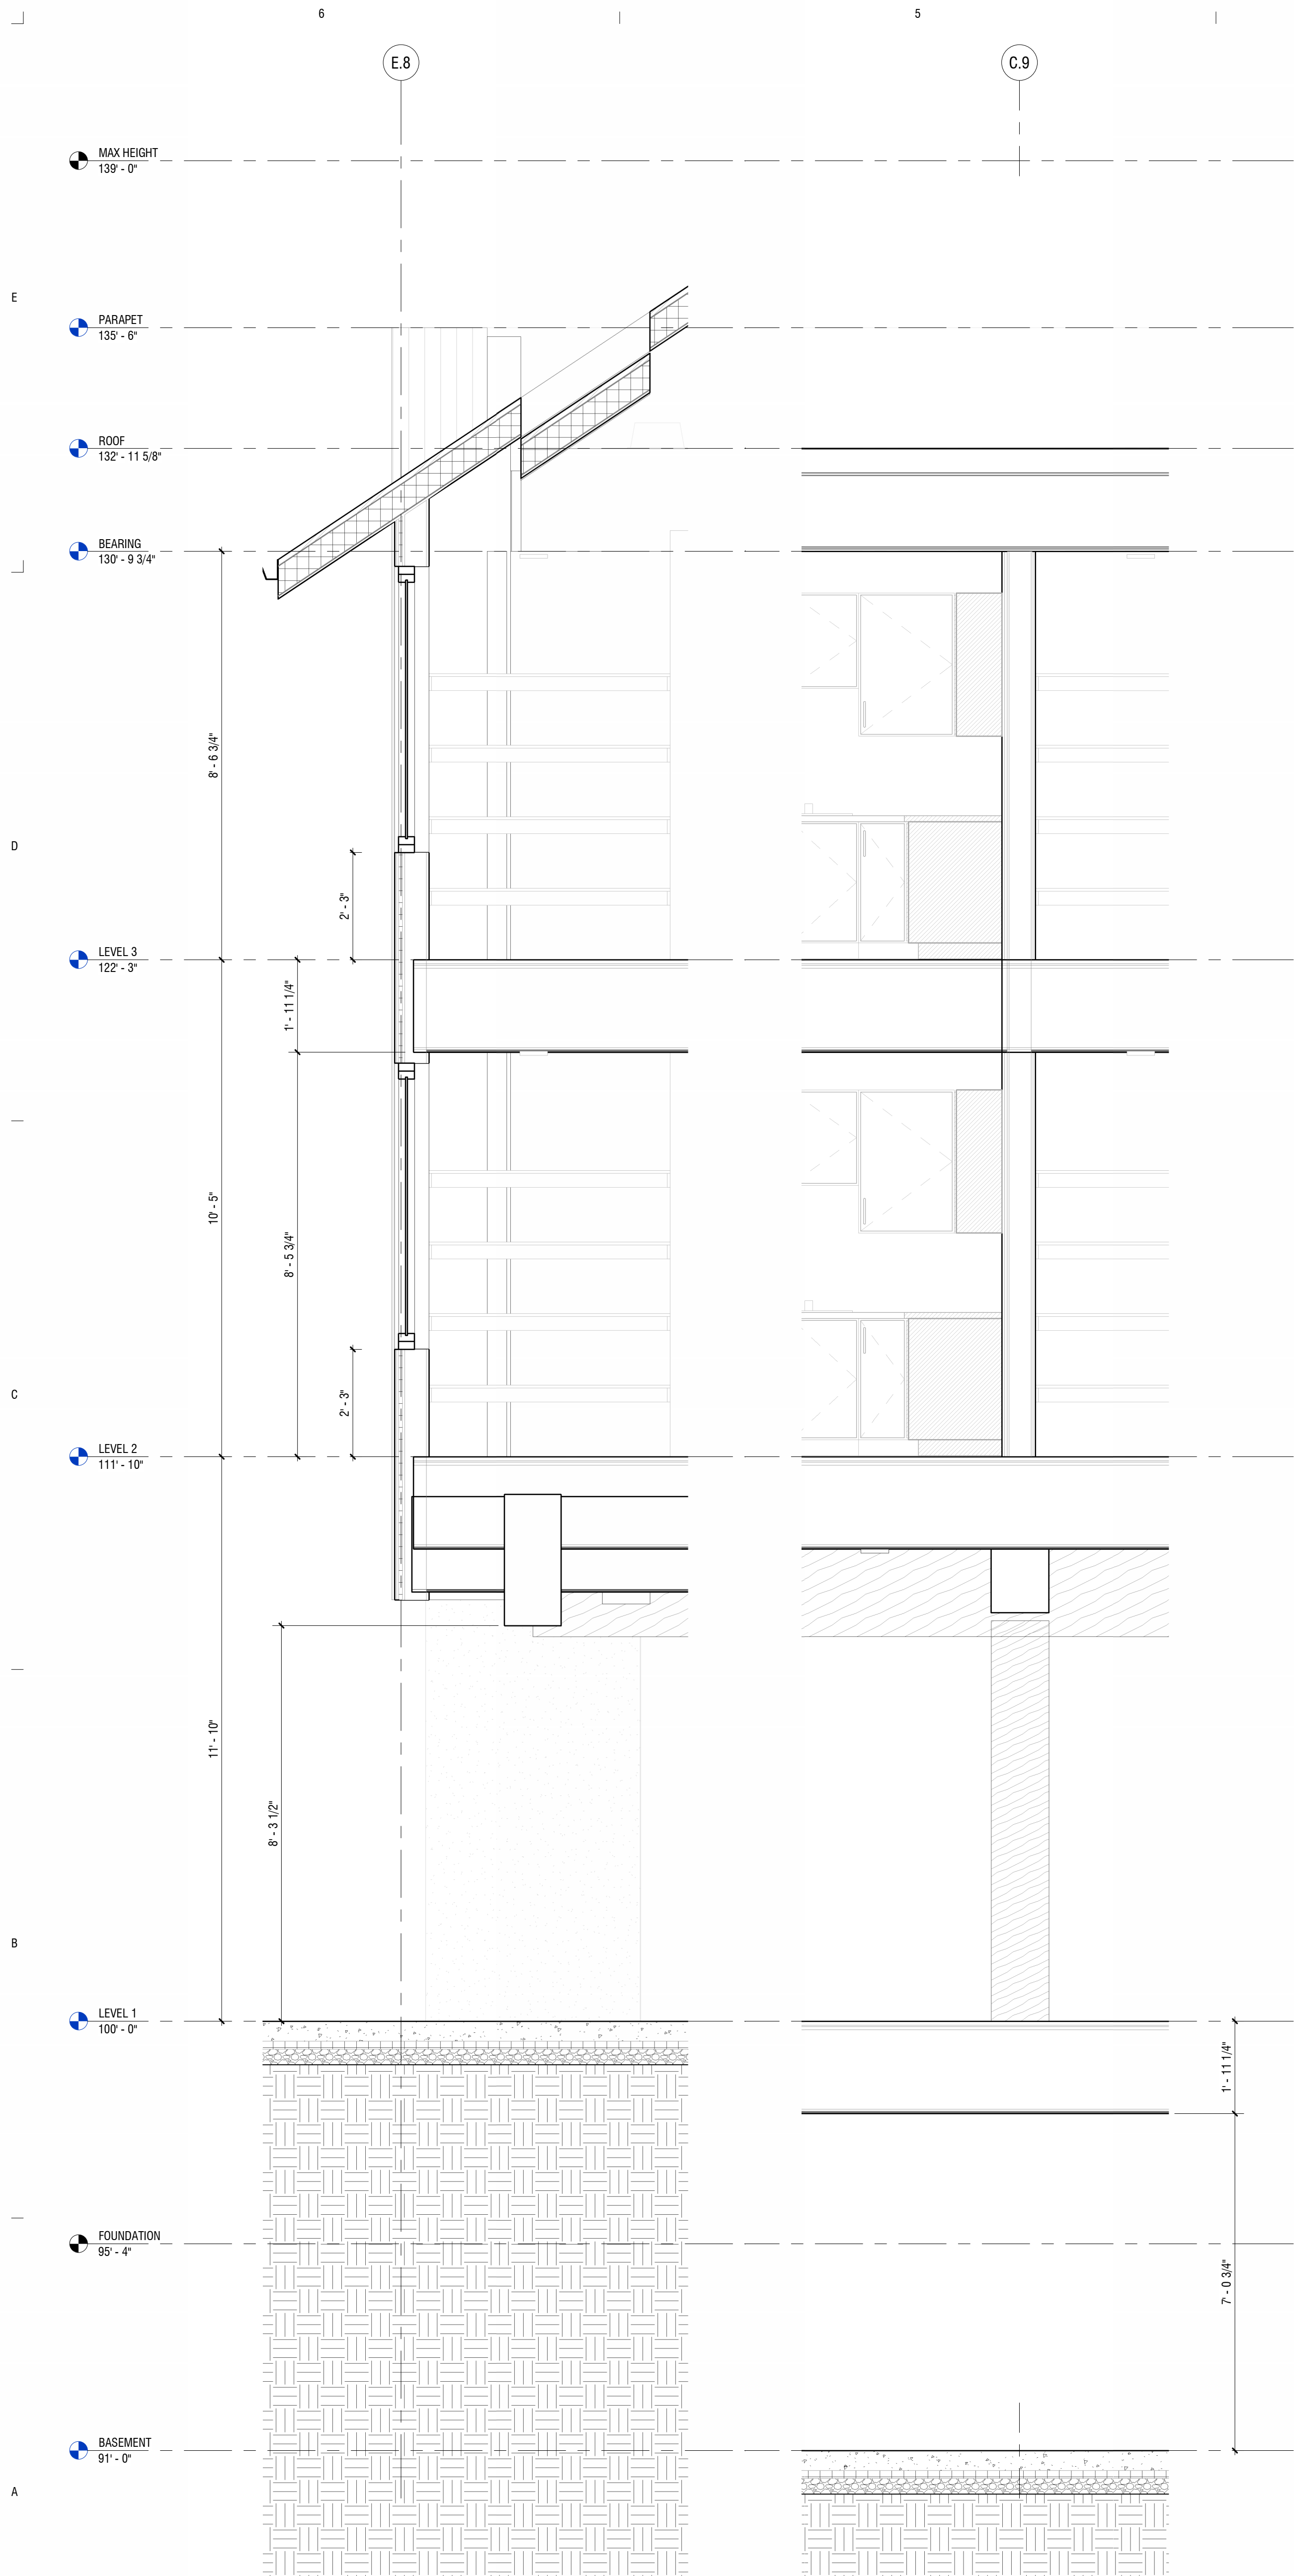 6
5
E.8
C.9
MAX HEIGHT
139' - 0"
E
PARAPET
135' - 6"
ROOF
132' - 11 5/8"
BEARING
130' - 9 3/4"
8' - 6 3/4"
D
2' - 3"
LEVEL 3
122' - 3"
1' - 11 1/4"
10' - 5"
8' - 5 3/4"
C
2' - 3"
LEVEL 2
111' - 10"
11' - 10"
8' - 3 1/2"
B
LEVEL 1
100' - 0"
1' - 11 1/4"
FOUNDATION
95' - 4"
7' - 0 3/4"
BASEMENT
91' - 0"
A